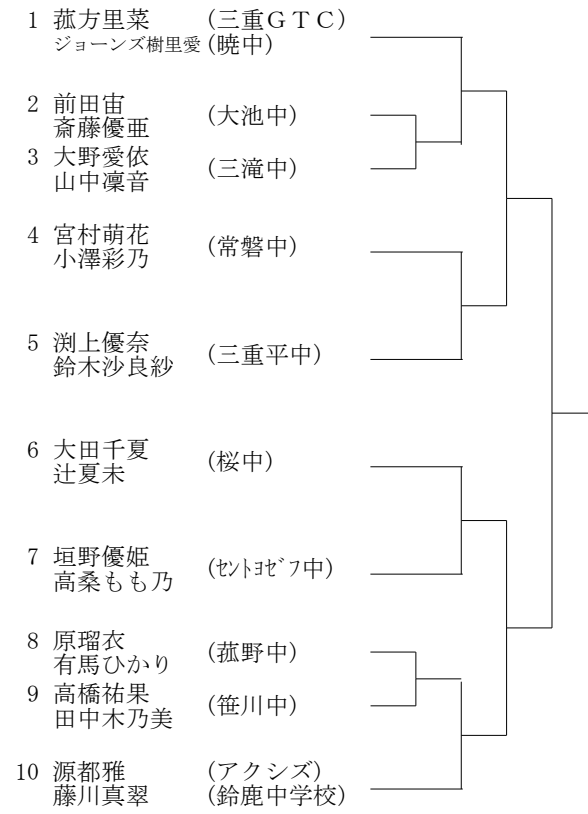 1 菰方里菜 (三重GTC)
ジョーンズ樹里愛 (暁中)
2 前田宙
斎藤優亜 (大池中)
3 大野愛依
山中凜音 (三滝中)
4 宮村萌花
小澤彩乃 (常磐中)
5 渕上優奈
鈴木沙良紗 (三重平中)
6 大田千夏
辻夏未 (桜中)
7 垣野優姫
高桑もも乃 (セントヨゼフ中)
8 原瑠衣
有馬ひかり (菰野中)
9 高橋祐果
田中木乃美 (笹川中)
10 源都雅 (アクシズ)
藤川真翠 (鈴鹿中学校)